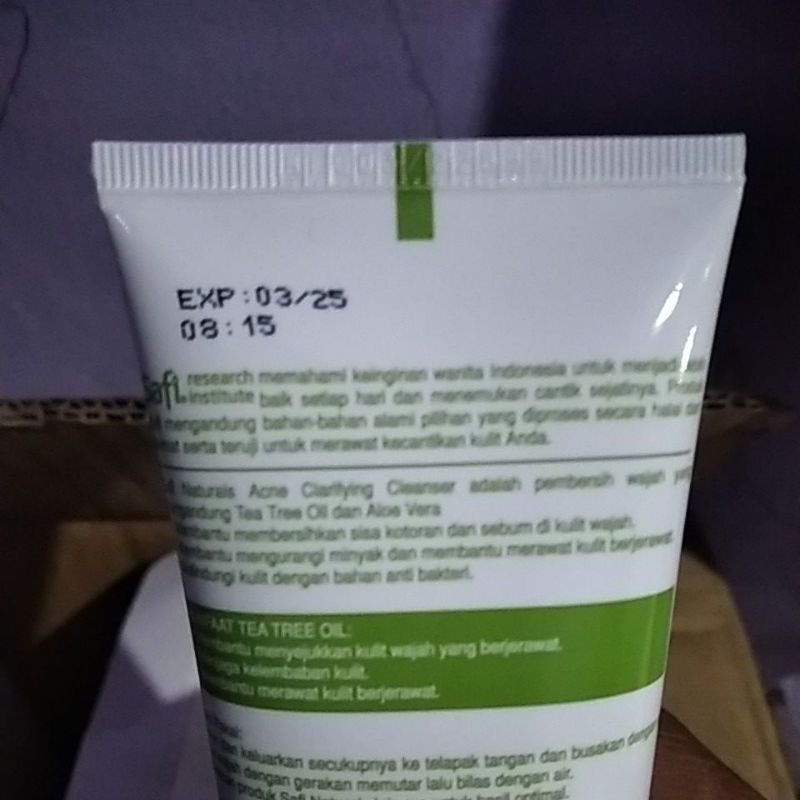 EXP:03/25
08:15
Safi. research memahami keinginan wanita Indonesia untuk
institute baik setiap hari dan menemukan cantik sejatinya.
mengandung bahan-bahan alami pilihan yang diproses secara halal
serta teruji untuk merawat kecantikan kulit Anda.
Naturals Acne Clarifying Cleanser adalah pembersih wajah
Tea Tree Oil dan Aloe Vera
membersihkan sisa kotoran dan sebum di kulit wajah.
mengurangi minyak dan membantu merawat kulit berjerawat.
kulit dengan bahan anti bakteri.
TEA TREE OIL:
menyejukkan kulit wajah yang berjerawat.
kelembaban kulit.
merawat kulit berjerawat.
keluarkan secukupnya ke telapak tangan dan busakan
dengan gerakan memutar lalu bilas dengan air.
produk Safi hasil optimal.